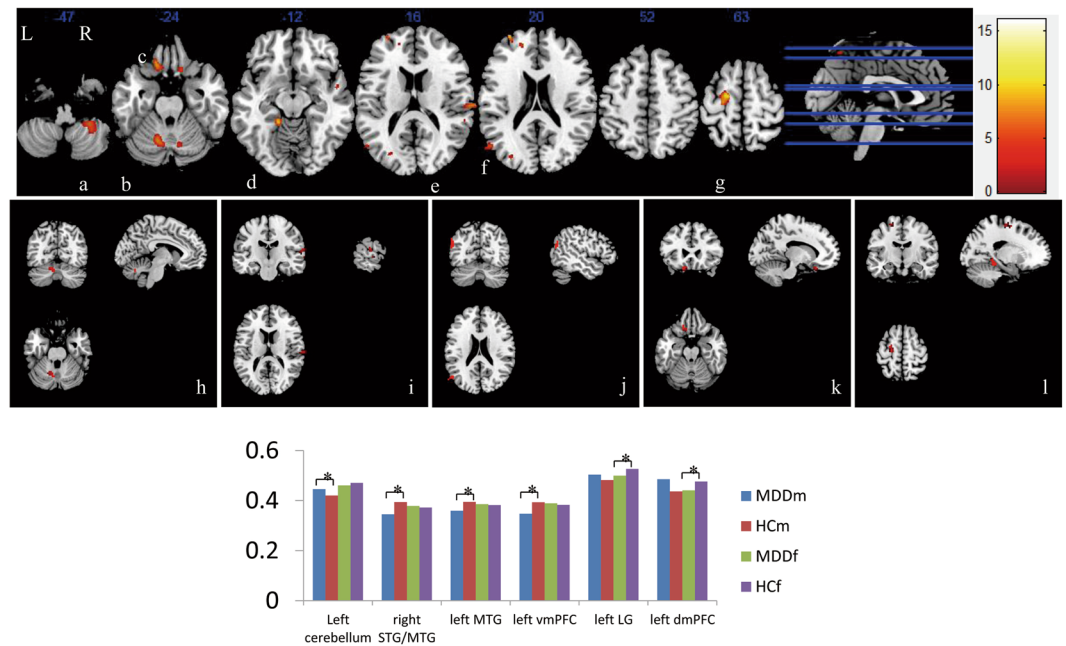 -47 -24 -12 16 20 52 63
L R
c
a b d e f g
15
10
5
0
h i j k l
0.6
0.4
0.2
0
* * * * * *
Left cerebellum
right STG/MTG
left MTG
left vmPFC
left LG
left dmPFC
MDDm
HCm
MDDf
HCf